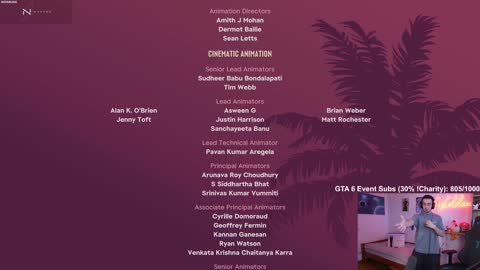 Animation Directors
Amith J Mohan
Dermot Bailie
Sean Letts
CINEMATIC ANIMATION
Senior Lead Animators
Sudheer Babu Bondalapati
Tim Webb
Lead Animators
Alan K. O'Brien Asween G Brian Weber
Jenny Toft Justin Harrison Matt Rochester
Sanchayeeta Banu
Lead Technical Animator
Pavan Kumar Aregela
Principal Animators
Arunava Roy Choudhury
S Siddhartha Bhat
Srinivas Kumar Yummiti
GTA 6 Event Subs (30% !Charity): 805/1000
Associate Principal Animators
Cyrille Domoraud
Geoffrey Fermin
Kannan Ganesan
Ryan Watson
Venkata Krishna Chaitanya Karra
Senior Animators